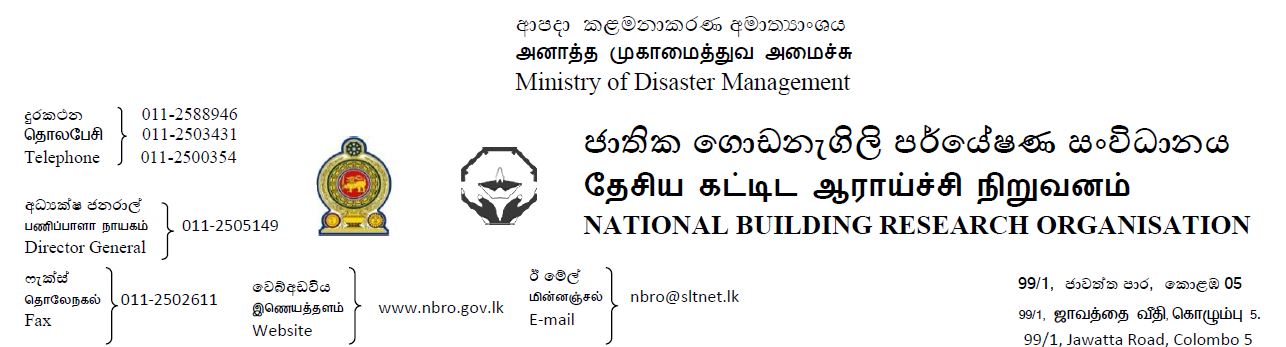 ආපදා කළමනාකරණ අමාත්‍යාංශය
அனாத்த முகாமைத்துவ அமைச்சு
Ministry of Disaster Management
දුරකථන 011-2588946
தொலபேசி 011-2503431
Telephone 011-2500354
ජාතික ගොඩනැගිලි පර්යේෂණ සංවිධානය
தேசிய கட்டிட ஆராய்ச்சி நிறுவனம்
NATIONAL BUILDING RESEARCH ORGANISATION
අධ්‍යක්ෂ ජනරාල්
பணிப்பாளா நாயகம் 011-2505149
Director General
ෆැක්ස්
தொலேநகல் 011-2502611
Fax
වෙබ්අඩවිය
இணெயத்தளம் www.nbro.gov.lk
Website
ඊ මේල්
மின்னஞ்சல் nbro@sltnet.lk
E-mail
99/1, ජාවත්ත පාර, කොළඹ 05
99/1, ஜாவத்தை வீதி, கொழும்பு 5.
99/1, Jawatta Road, Colombo 5